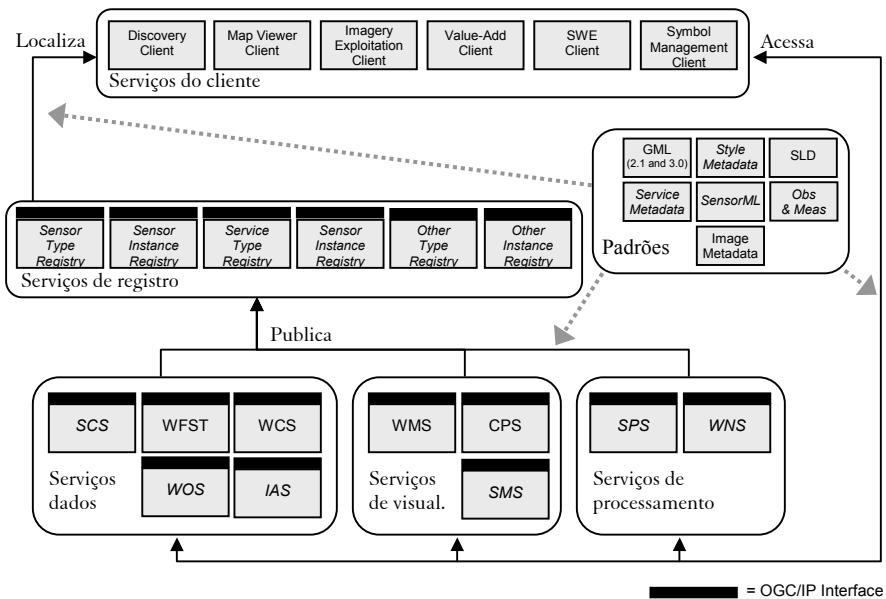 Localiza
Discovery
Client
Map Viewer
Client
Imagery
Exploitation
Client
Value-Add
Client
SWE
Client
Symbol
Management
Client
Acessa
Serviços do cliente
GML
(2.1 and 3.0)
Style
Metadata
SLD
Service
Metadata
SensorML
Obs
& Meas
Padrões
Image
Metadata
Sensor
Type
Registry
Sensor
Instance
Registry
Service
Type
Registry
Sensor
Instance
Registry
Other
Type
Registry
Other
Instance
Registry
Serviços de registro
Publica
SCS
WFST
WCS
Serviços
dados
WOS
IAS
WMS
CPS
Serviços
de visual.
SMS
SPS
WNS
Serviços de
processamento
= OGC/IP Interface